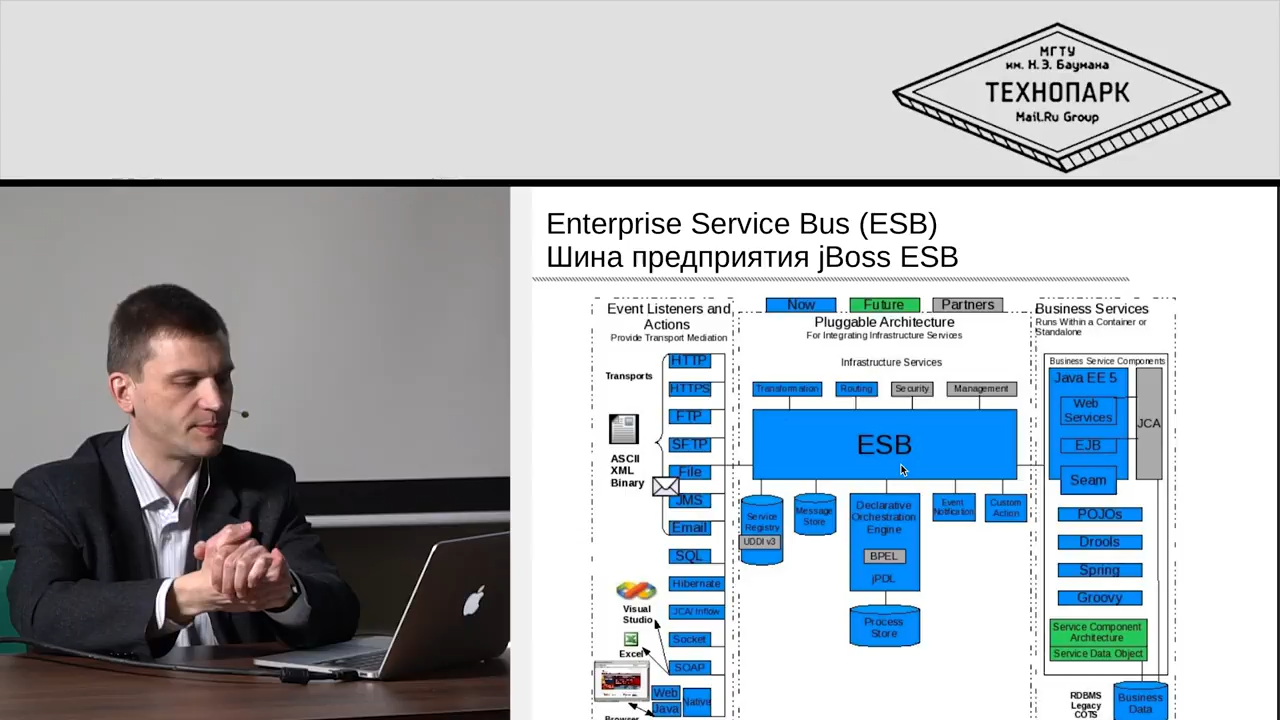 МГТУ
им. Н.Э. Баумана
ТЕХНОПАРК
Mail.Ru Group
Enterprise Service Bus (ESB)
Шина предприятия jBoss ESB
Now
Future
Partners
Event Listeners and
Actions
Provide Transport Mediation
Transports
HTTP
HTTPS
FTP
SFTP
File
JMS
Email
SQL
Hibernate
JCA/ Inflow
Socket
SOAP
Web
Java
ASCII
XML
Binary
Visual
Studio
Excel
Browser
Pluggable Architecture
For Integrating Infrastructure Services
Infrastructure Services
Transformation
Routing
Security
Management
ESB
Service
Registry
UDDI v3
Message
Store
Declarative
Orchestration
Engine
BPEL
jPDL
Event
Notification
Custom
Action
Process
Store
Business Services
Runs Within a Container or
Standalone
Business Service Components
Java EE 5
Web
Services
EJB
Seam
JCA
POJOs
Drools
Spring
Groovy
Service Component
Architecture
Service Data Object
RDBMS
Legacy
COTS
Business
Data